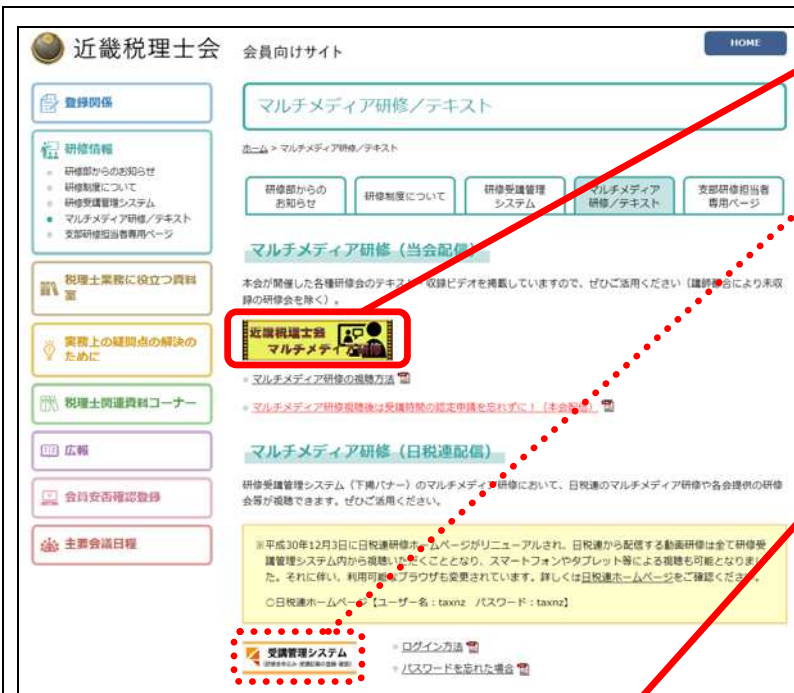 近畿税理士会 会員向けサイト
HOME
登録関係
研修情報
研修部からのお知らせ
研修制度について
研修受講管理システム
マルチメディア研修/テキスト
支部研修担当者専用ページ
税理士業務に役立つ資料
室
実務上の疑問点の解決の
ために
税理士関連資料コーナー
広報
会員安否確認登録
主要会議日程
マルチメディア研修/テキスト
ホーム > マルチメディア研修/テキスト
研修部からの
お知らせ
研修制度について
研修受講管理
システム
マルチメディア
研修/テキスト
支部研修担当者
専用ページ
マルチメディア研修(当会配信)
本会が開催した各種研修会のテキスト・収録ビデオを掲載していますので、ぜひご活用ください(講師都合により未収
録の研修会を除く)。
近畿税理士会
マルチメディア研修
マルチメディア研修の視聴方法
マルチメディア研修視聴後は受講時間の認定申請を忘れずに!(本会配信)
マルチメディア研修(日税連配信)
研修受講管理システム(下掲バナー)のマルチメディア研修において、日税連のマルチメディア研修や各会提供の研修
会等が視聴できます。ぜひご活用ください。
※平成30年12月3日に日税連研修ホームページがリニューアルされ、日税連から配信する動画研修は全て研修受
講管理システム内から視聴いただくこととなり、スマートフォンやタブレット等による視聴も可能となりまし
た。それに伴い、利用可能なブラウザも変更されています。詳しくは日税連ホームページをご確認ください。
○日税連ホームページ【ユーザー名:taxnz パスワード:taxnz】
受講管理システム
ログイン方法
パスワードを忘れた場合